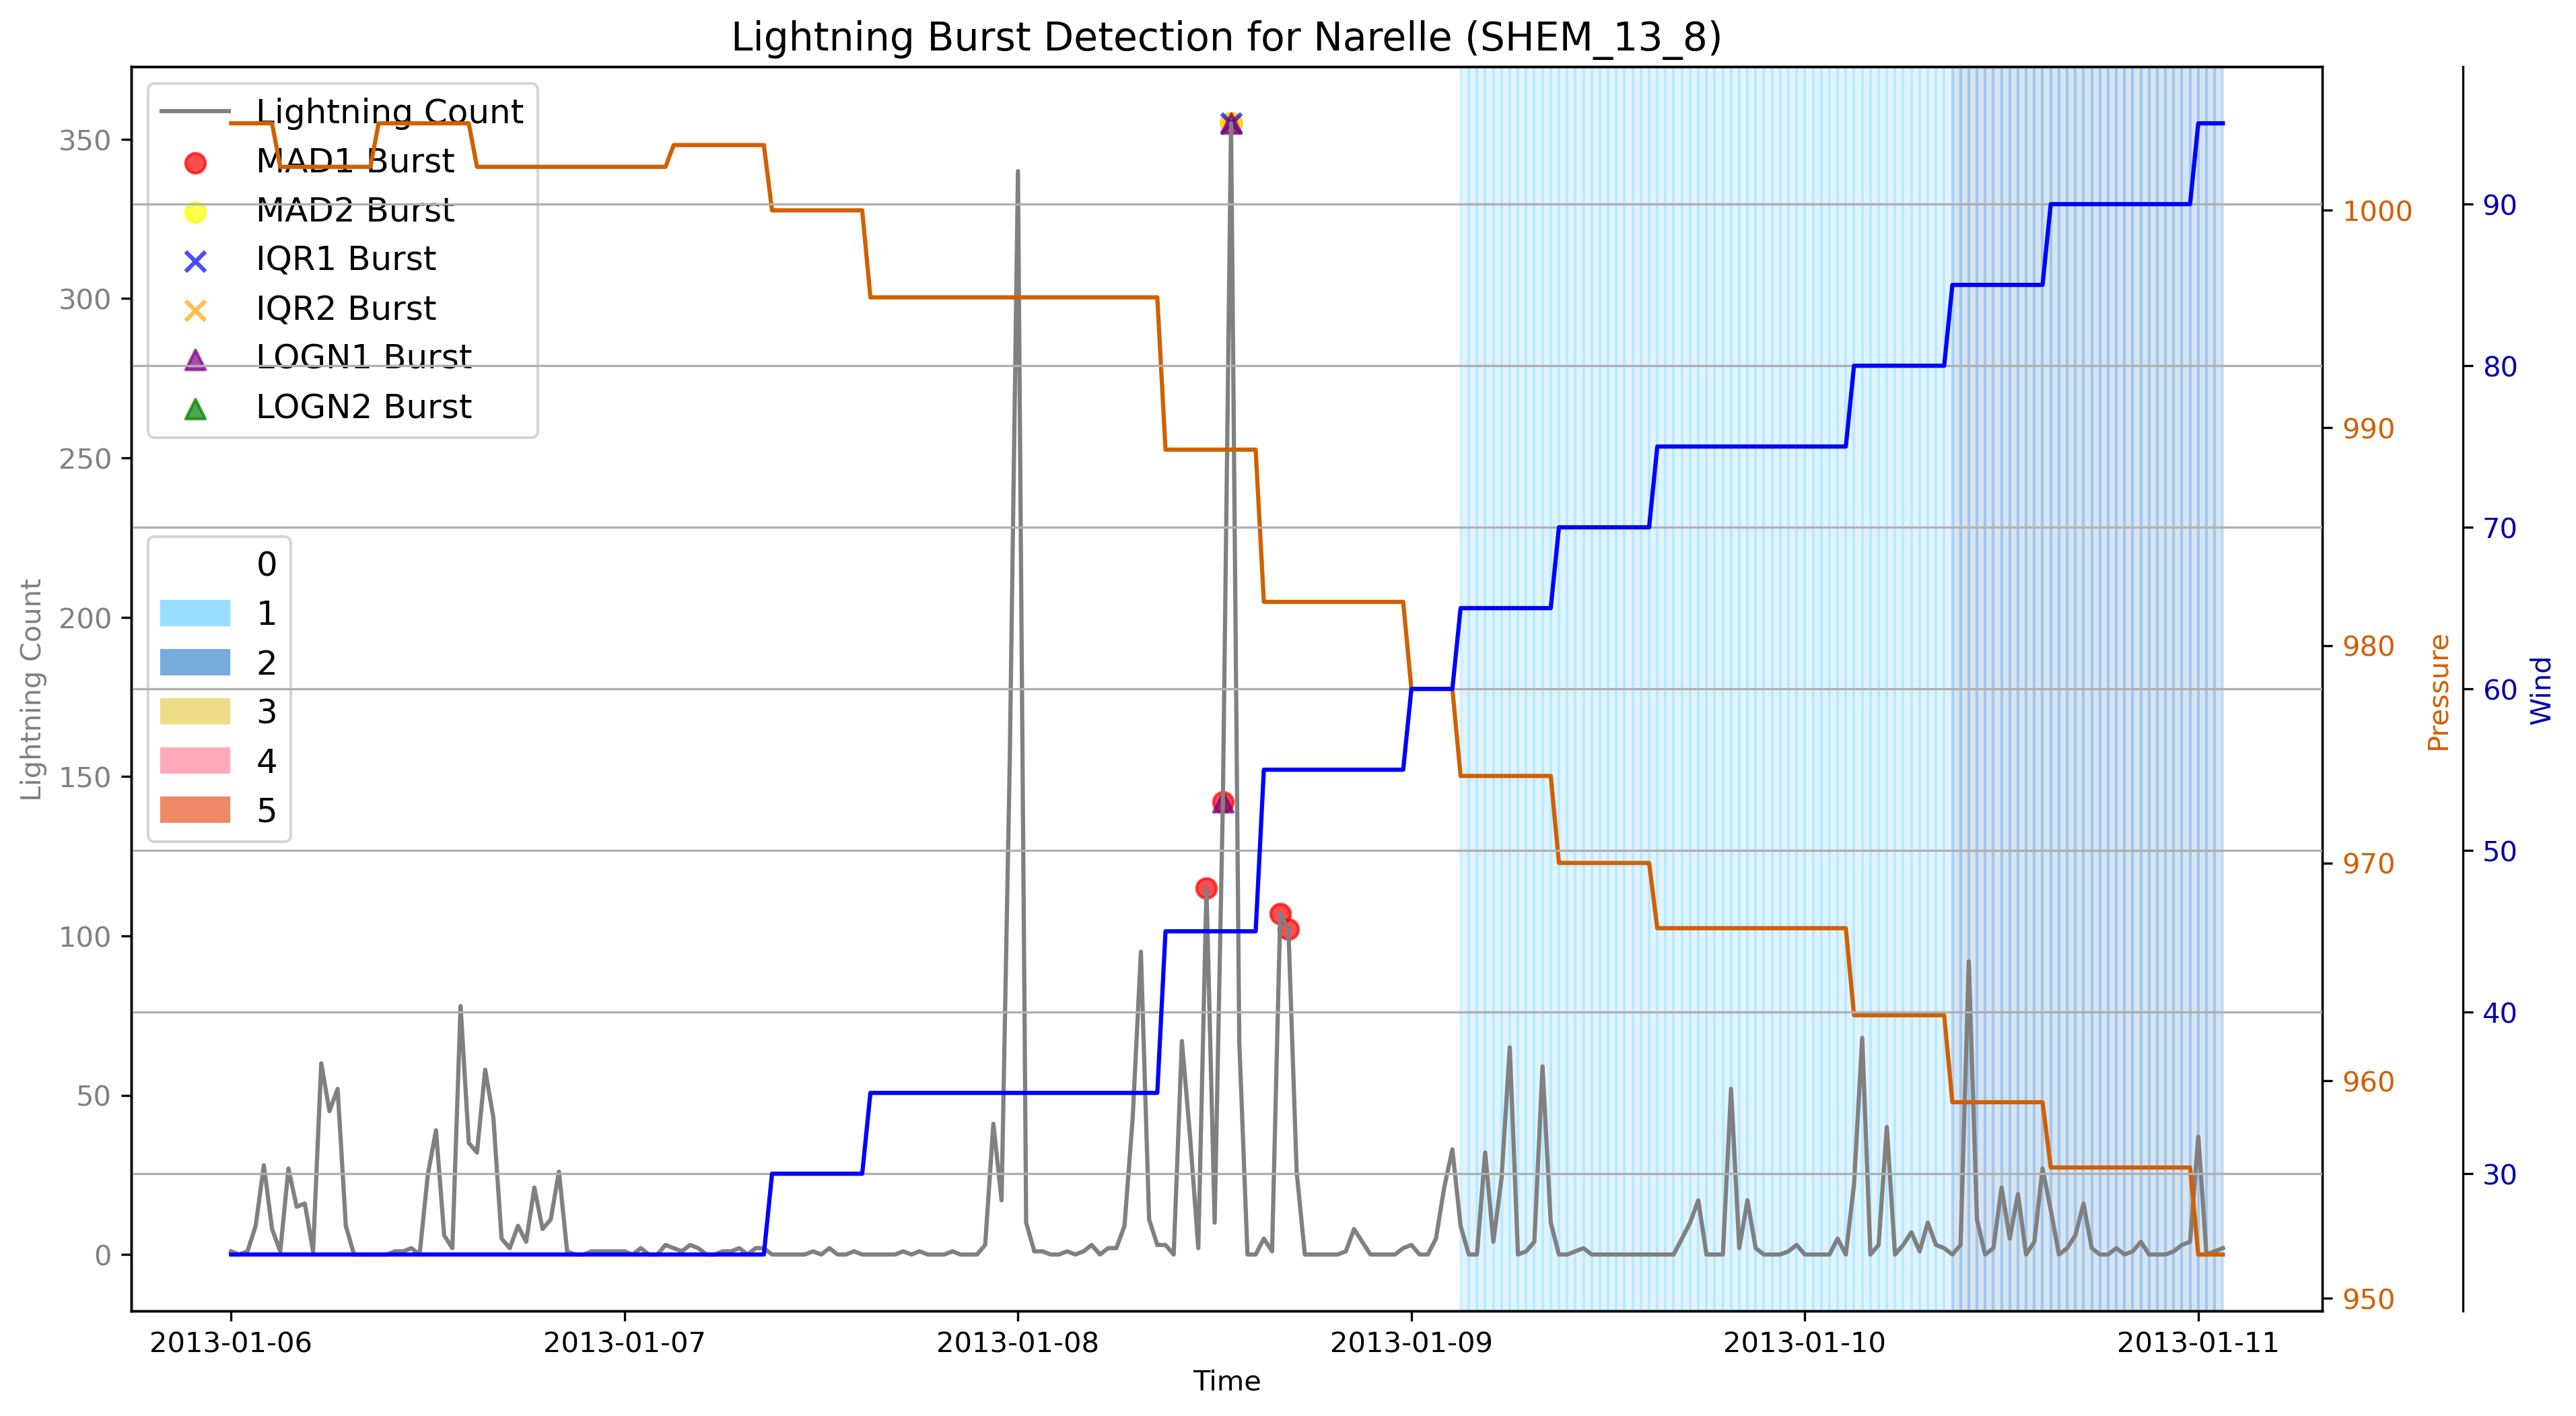 Lightning Burst Detection for Narelle (SHEM_13_8)
Lightning Count
MAD1 Burst
MAD2 Burst
IQR1 Burst
IQR2 Burst
LOGN1 Burst
LOGN2 Burst
0
1
2
3
4
5
Lightning Count
350
300
250
200
150
100
50
0
1000
990
980
970
960
950
Pressure
90
80
70
60
50
40
30
Wind
2013-01-06
2013-01-07
2013-01-08
2013-01-09
2013-01-10
2013-01-11
Time